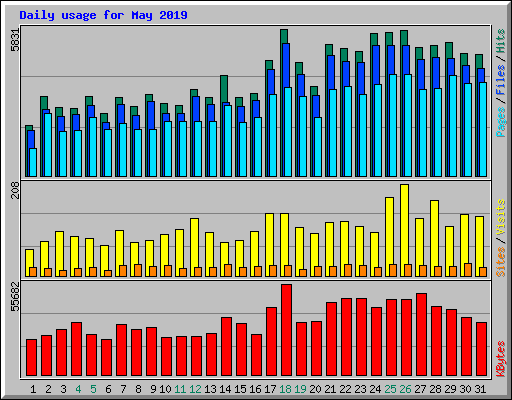 Daily usage for May 2019
5831
Pages / Files / Hits
208
Sites / Visits
55682
KBytes
1 2 3 4 5 6 7 8 9 10 11 12 13 14 15 16 17 18 19 20 21 22 23 24 25 26 27 28 29 30 31